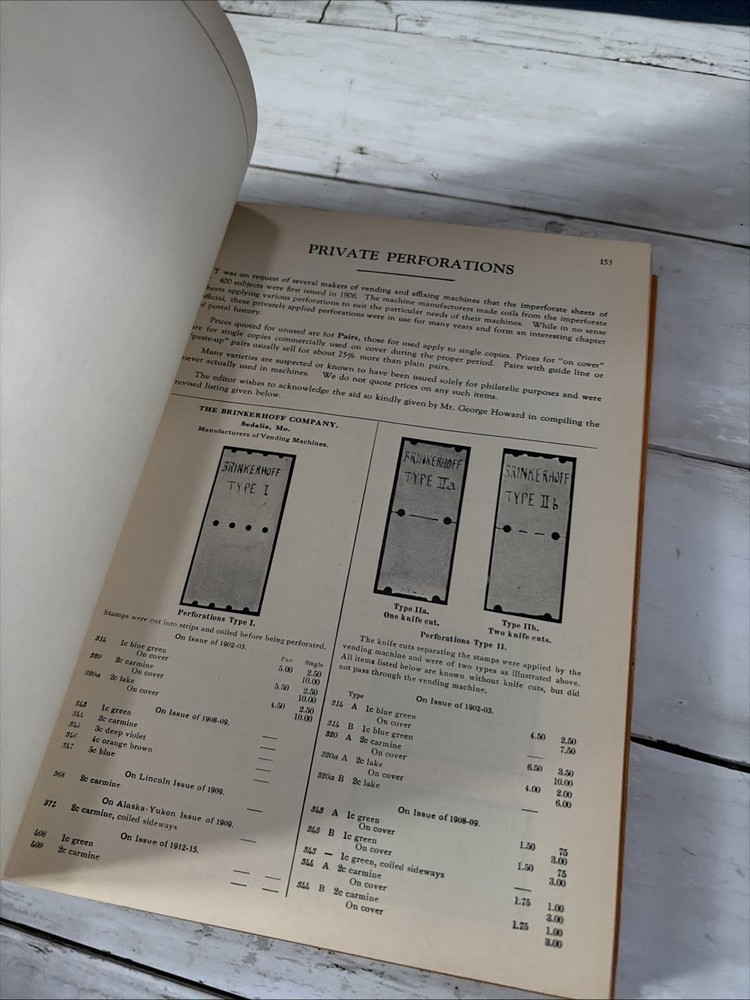 153
PRIVATE PERFORATIONS
T was on request of several makers of vending and affixing machines that the imperforate sheets of
400 subjects were first issued in 1906. The machine manufacturers made coils from the imperforate
sheets applying various perforations to suit the particular needs of their machines. While in no sense
official, these privately applied perforations were in use for many years and form an interesting chapter
of postal history.
Prices quoted for unused are for Pairs, those for used apply to single copies. Prices for "on cover"
are for single copies commercially used on cover during the proper period. Pairs with guide line or
"paste-up" pairs usually sell for about 25% more than plain pairs.
Many varieties are suspected or known to have been issued solely for philatelic purposes and were
never actually used in machines. We do not quote prices on any such items.
The editor wishes to acknowledge the aid so kindly given by Mr. George Howard in compiling the
revised listing given below.
THE BRINKERHOFF COMPANY.
Sedalia, Mo.
Manufacturers of Vending Machines.
BRINKERHOFF
TYPE I
Perforations Type I.
Stamps were cut into strips and coiled before being perforated.
On Issue of 1902-03.
Pair Single
314 1c blue green 5.00 2.50
On cover 10.00
320 2c carmine 5.50 2.50
On cover 10.00
320a 2c lake 4.50 2.50
On cover 10.00
On Issue of 1908-09.
343 1c green —
344 2c carmine —
345 3c deep violet —
346 4c orange brown —
347 5c blue —
On Lincoln Issue of 1909.
368 2c carmine —
On Alaska-Yukon Issue of 1909.
371 2c carmine, coiled sideways —
On Issue of 1912-15.
408 1c green — —
409 2c carmine — —
BRINKERHOFF
TYPE IIa
Type IIa.
One knife cut.
BRINKERHOFF
TYPE IIb
Type IIb.
Two knife cuts.
Perforations Type II.
The knife cuts separating the stamps were applied by the
vending machine and were of two types as illustrated above.
All items listed below are known without knife cuts, but did
not pass through the vending machine.
On Issue of 1902-03.
Type
314 A 1c blue green 4.50 2.50
On cover 7.50
314 B 1c blue green —
320 A 2c carmine 6.50 3.50
On cover 10.00
320a A 2c lake 4.00 2.00
On cover 6.00
320a B 2c lake —
On Issue of 1908-09.
343 A 1c green 1.50 75
On cover 3.00
343 B 1c green 1.50 75
On cover 3.00
343 — 1c green, coiled sideways —
344 A 2c carmine 1.75 1.00
On cover 3.00
344 B 2c carmine 1.75 1.00
On cover 3.00